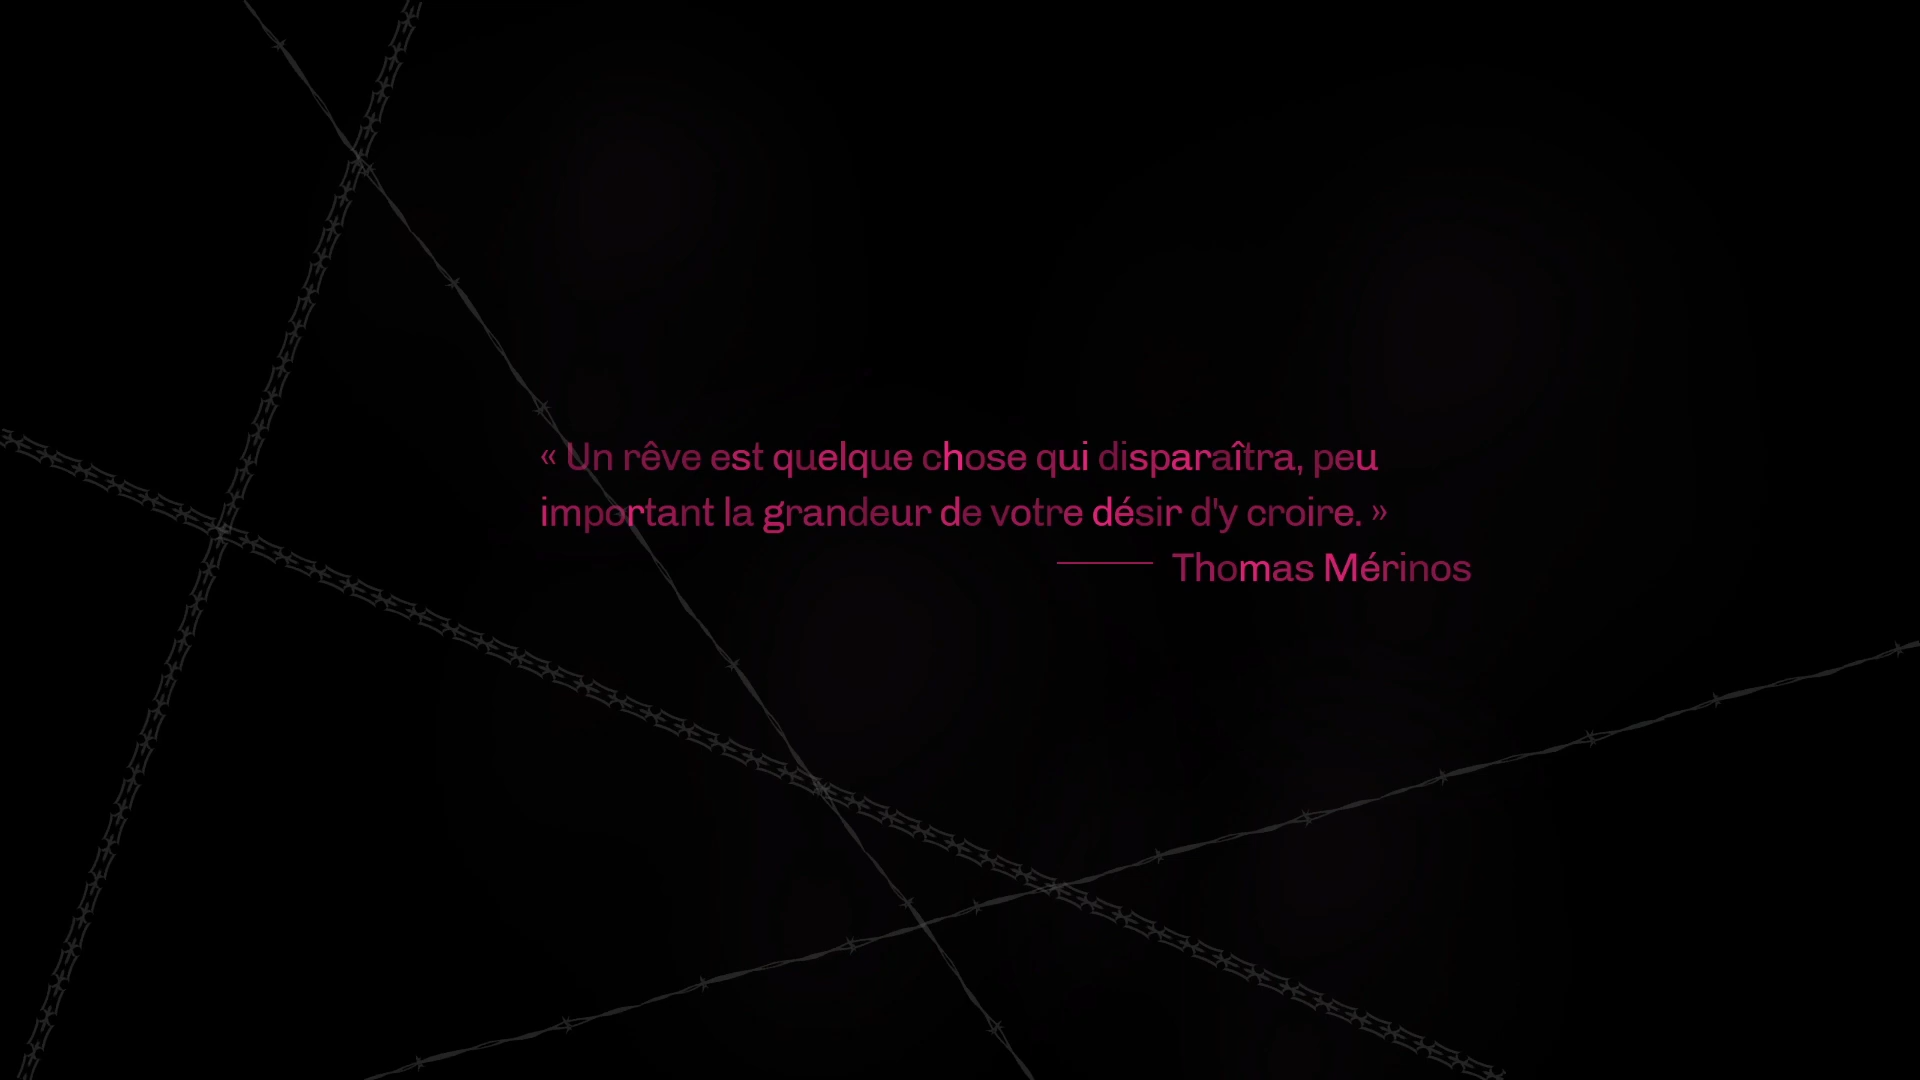 « Un rêve est quelque chose qui disparaîtra, peu
important la grandeur de votre désir d'y croire. »
Thomas Mérinos